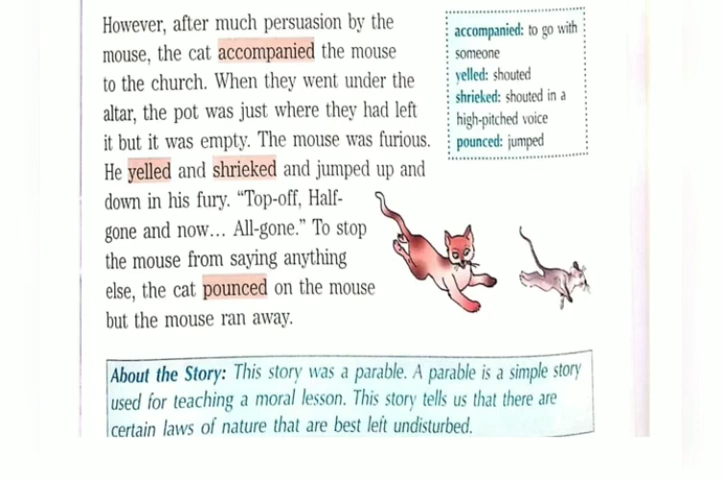 However, after much persuasion by the
mouse, the cat accompanied the mouse
to the church. When they went under the
altar, the pot was just where they had left
it but it was empty. The mouse was furious.
He yelled and shrieked and jumped up and
down in his fury. “Top-off, Half-
gone and now... All-gone.” To stop
the mouse from saying anything
else, the cat pounced on the mouse
but the mouse ran away.
accompanied: to go with
someone
yelled: shouted
shrieked: shouted in a
high-pitched voice
pounced: jumped
About the Story: This story was a parable. A parable is a simple story
used for teaching a moral lesson. This story tells us that there are
certain laws of nature that are best left undisturbed.